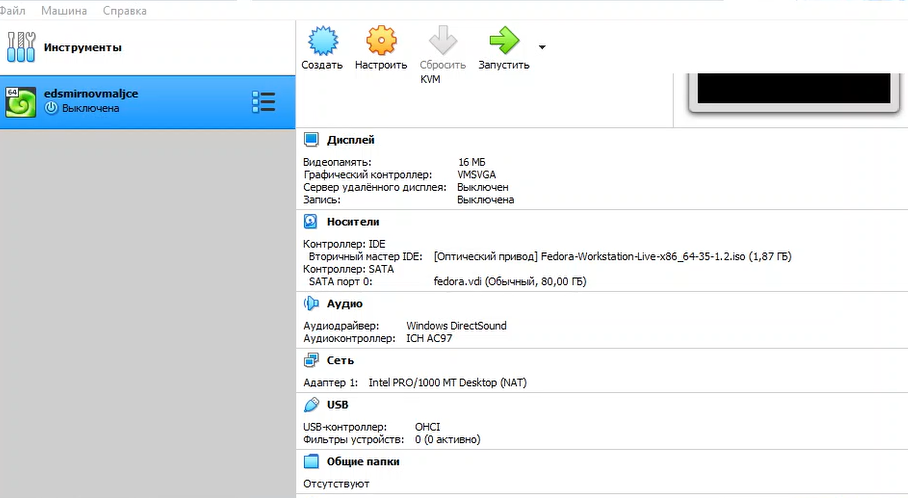 Файл Машина Справка
Инструменты
Создать Настроить Сбросить Запустить
KVM
64 edsmirnovmaljce
Выключена
Дисплей
Видеопамять: 16 МБ
Графический контроллер: VMSVGA
Сервер удалённого дисплея: Выключен
Запись: Выключена
Носители
Контроллер: IDE
Вторичный мастер IDE: [Оптический привод] Fedora-Workstation-Live-x86_64-35-1.2.iso (1,87 ГБ)
Контроллер: SATA
SATA порт 0: fedora.vdi (Обычный, 80,00 ГБ)
Аудио
Аудиодрайвер: Windows DirectSound
Аудиоконтроллер: ICH AC97
Сеть
Адаптер 1: Intel PRO/1000 MT Desktop (NAT)
USB
USB-контроллер: OHCI
Фильтры устройств: 0 (0 активно)
Общие папки
Отсутствуют